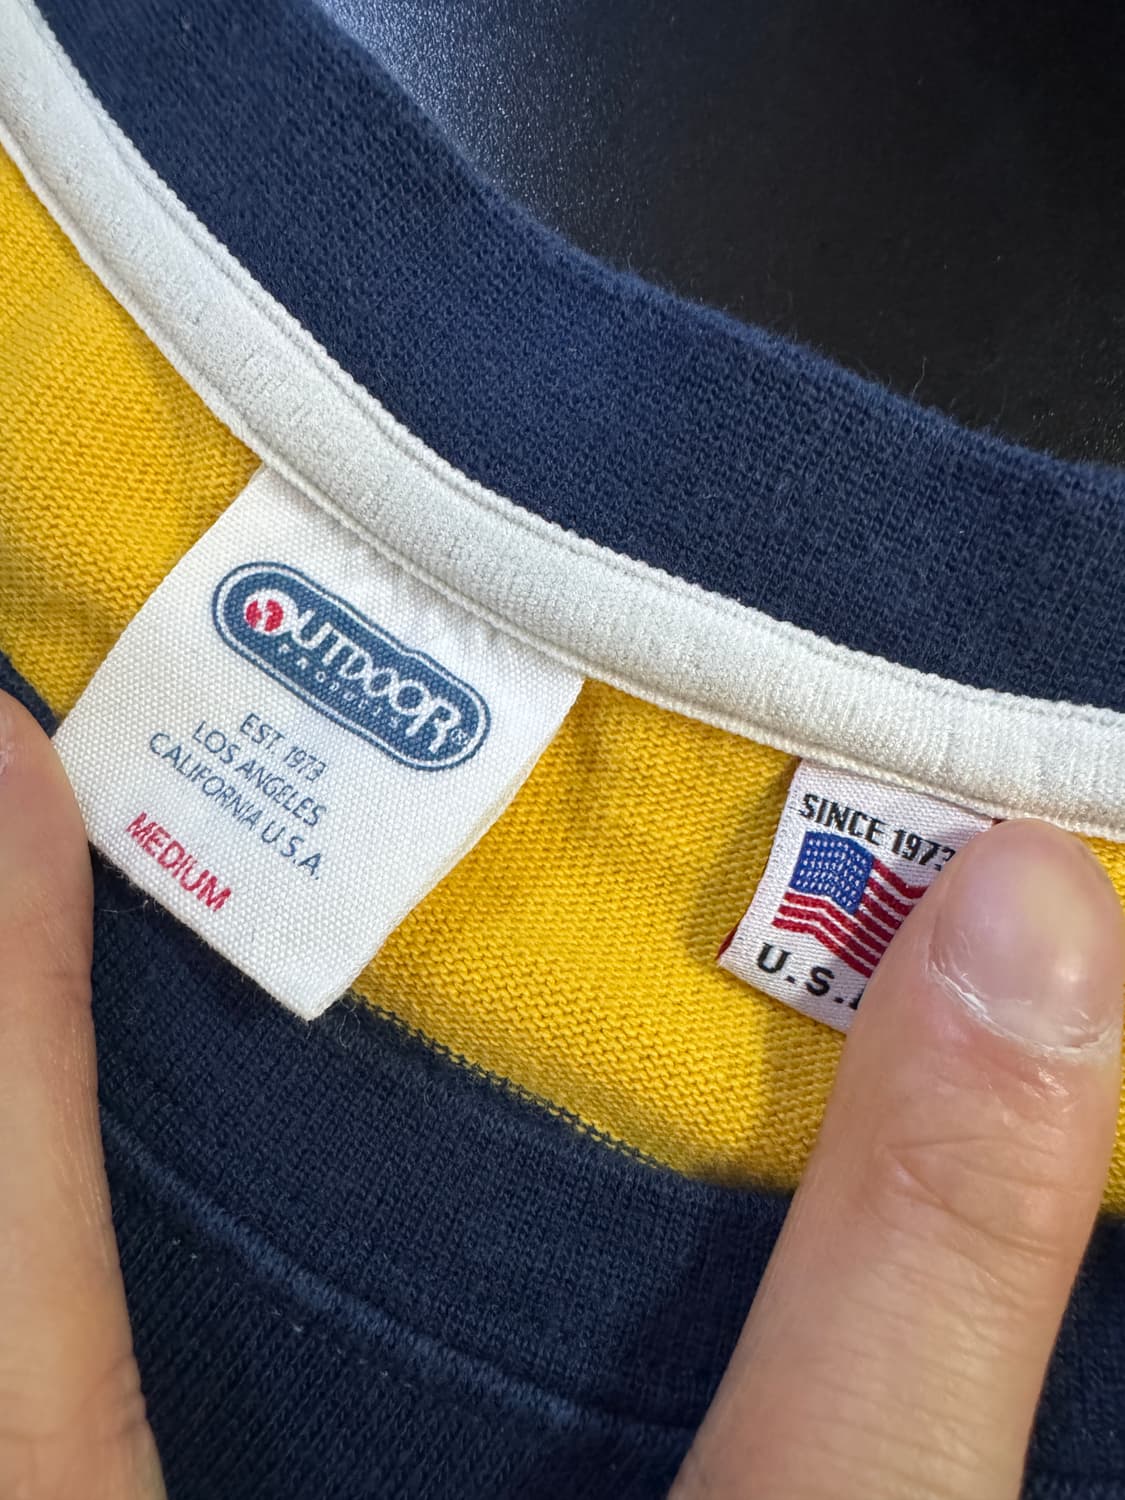 OUTDOOR®
PRODUCTS
EST 1973
LOS ANGELES
CALIFORNIA U.S.A.
MEDIUM
SINCE 1973
U.S.